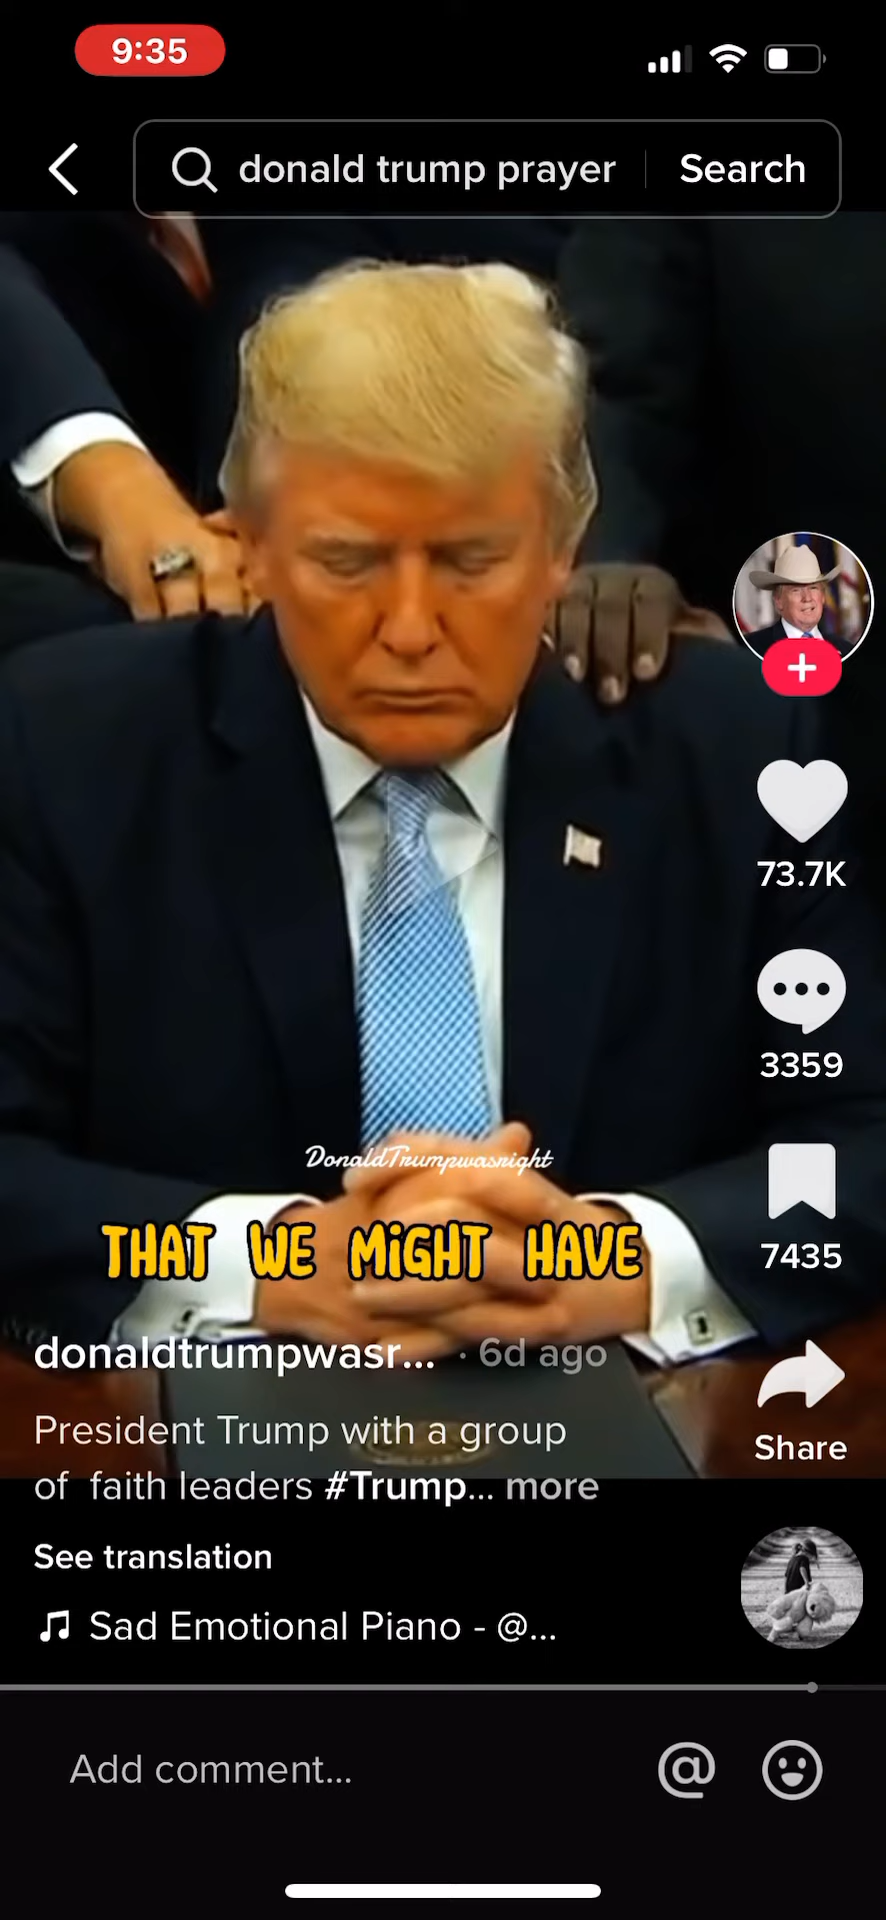 9:35
donald trump prayer Search
73.7K
3359
DonaldTrumpwasright
THAT WE MiGHT HAVE
7435
donaldtrumpwasr... · 6d ago
President Trump with a group
of faith leaders #Trump... more
Share
See translation
Sad Emotional Piano - @...
Add comment...